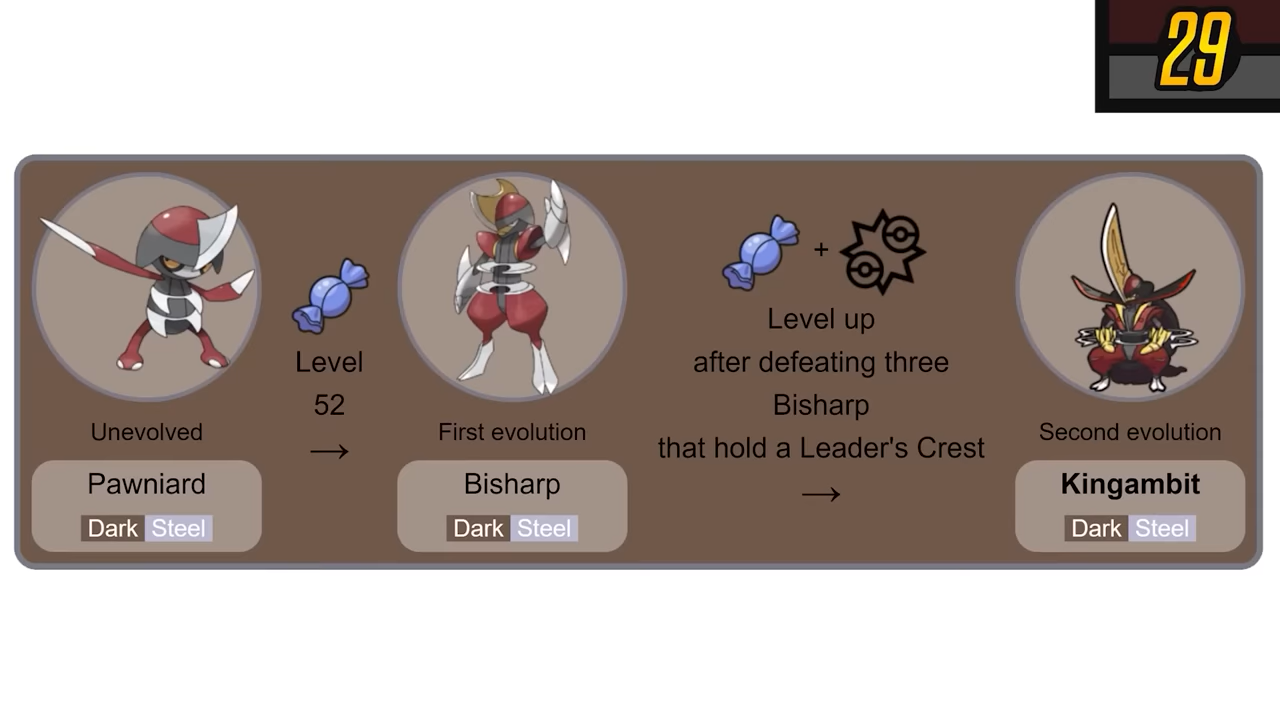 29
Level
52
→
Unevolved
Pawniard
Dark Steel
First evolution
Bisharp
Dark Steel
+
Level up
after defeating three
Bisharp
that hold a Leader's Crest
→
Second evolution
Kingambit
Dark Steel